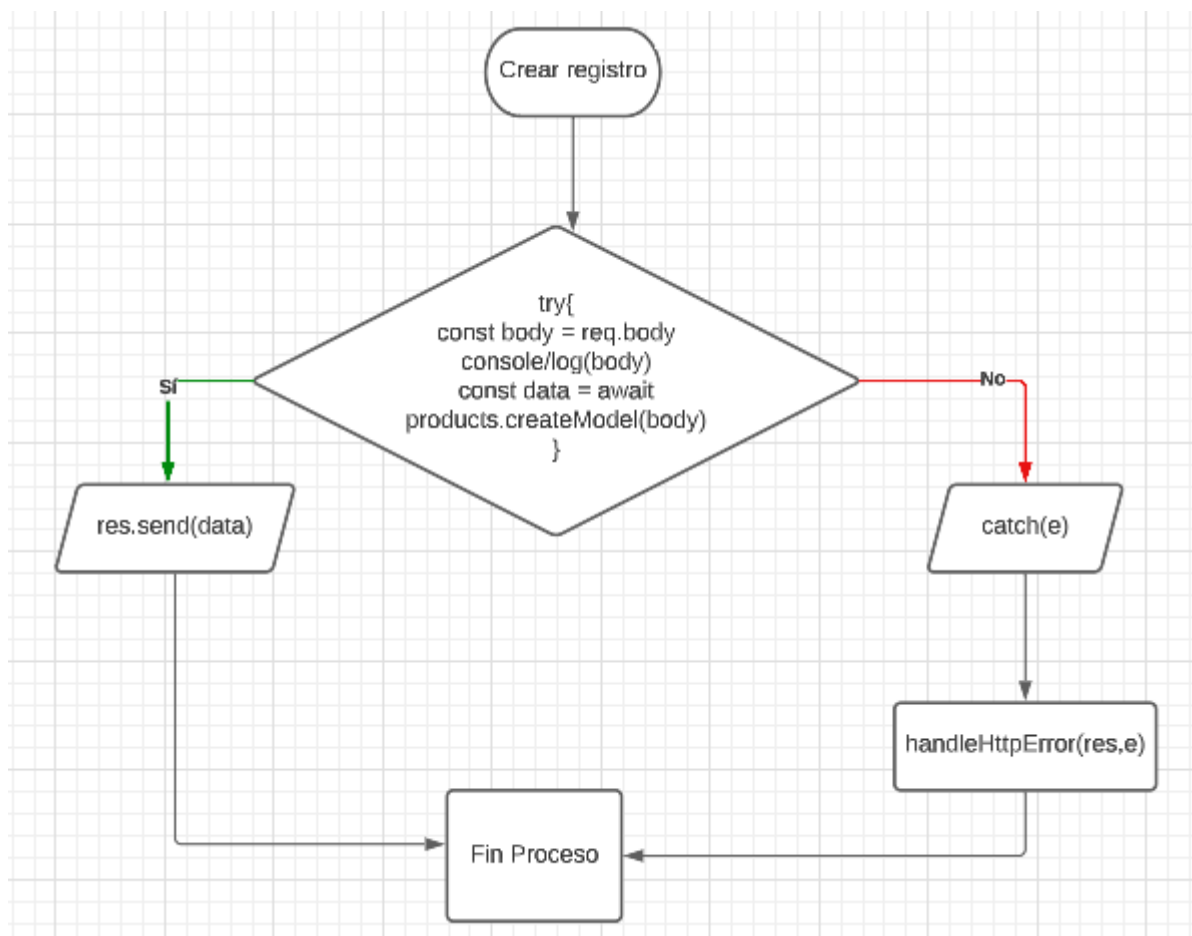 Crear registro
try{
const body = req.body
console/log(body)
const data = await
products.createModel(body)
}
Sí
No
res.send(data)
catch(e)
handleHttpError(res,e)
Fin Proceso